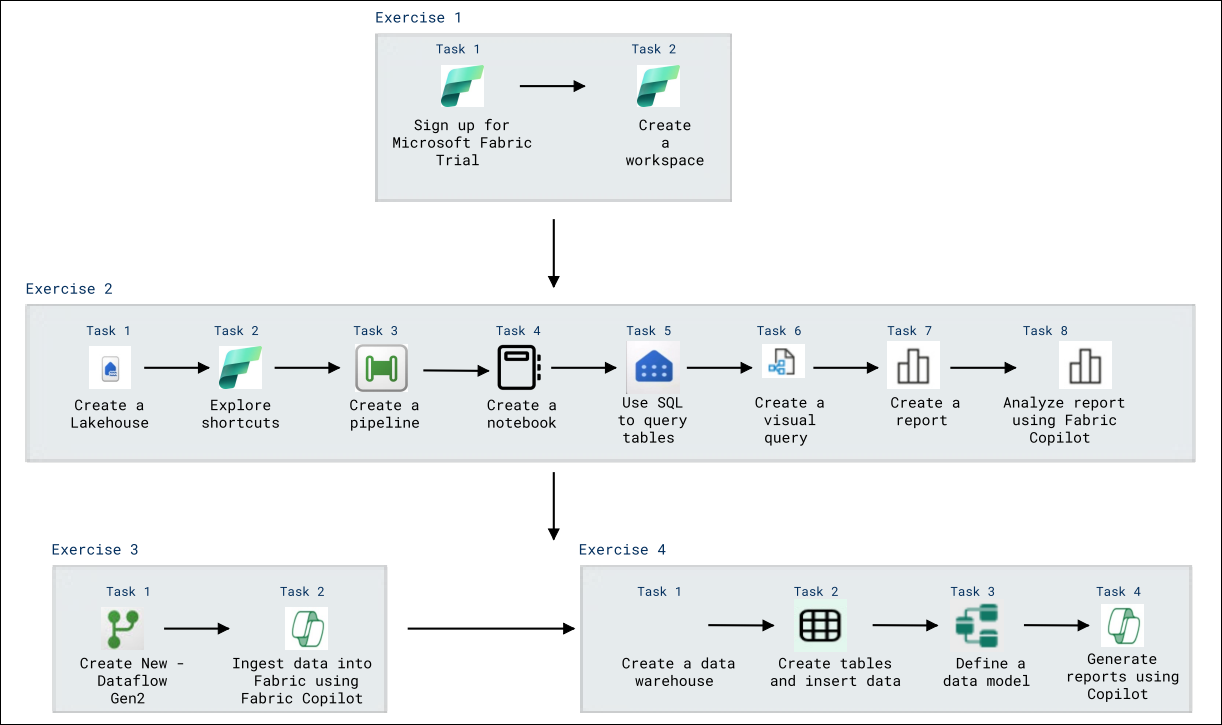 Exercise 1
Task 1
Task 2
Sign up for
Microsoft Fabric
Trial
Create
a
workspace
Exercise 2
Task 1
Task 2
Task 3
Task 4
Task 5
Task 6
Task 7
Task 8
Create a
Lakehouse
Explore
shortcuts
Create a
pipeline
Create a
notebook
Use SQL
to query
tables
Create a
visual
query
Create a
report
Analyze report
using Fabric
Copilot
Exercise 3
Task 1
Task 2
Create New -
Dataflow
Gen2
Ingest data into
Fabric using
Fabric Copilot
Exercise 4
Task 1
Task 2
Task 3
Task 4
Create a data
warehouse
Create tables
and insert data
Define a
data model
Generate
reports using
Copilot